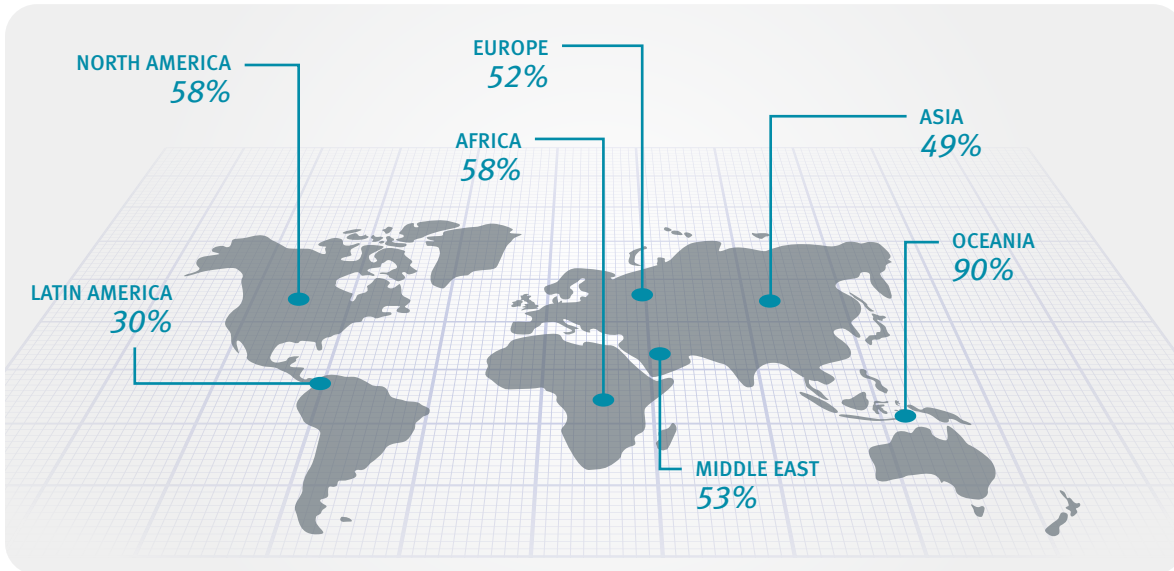 NORTH AMERICA
58%
EUROPE
52%
AFRICA
58%
ASIA
49%
LATIN AMERICA
30%
OCEANIA
90%
MIDDLE EAST
53%